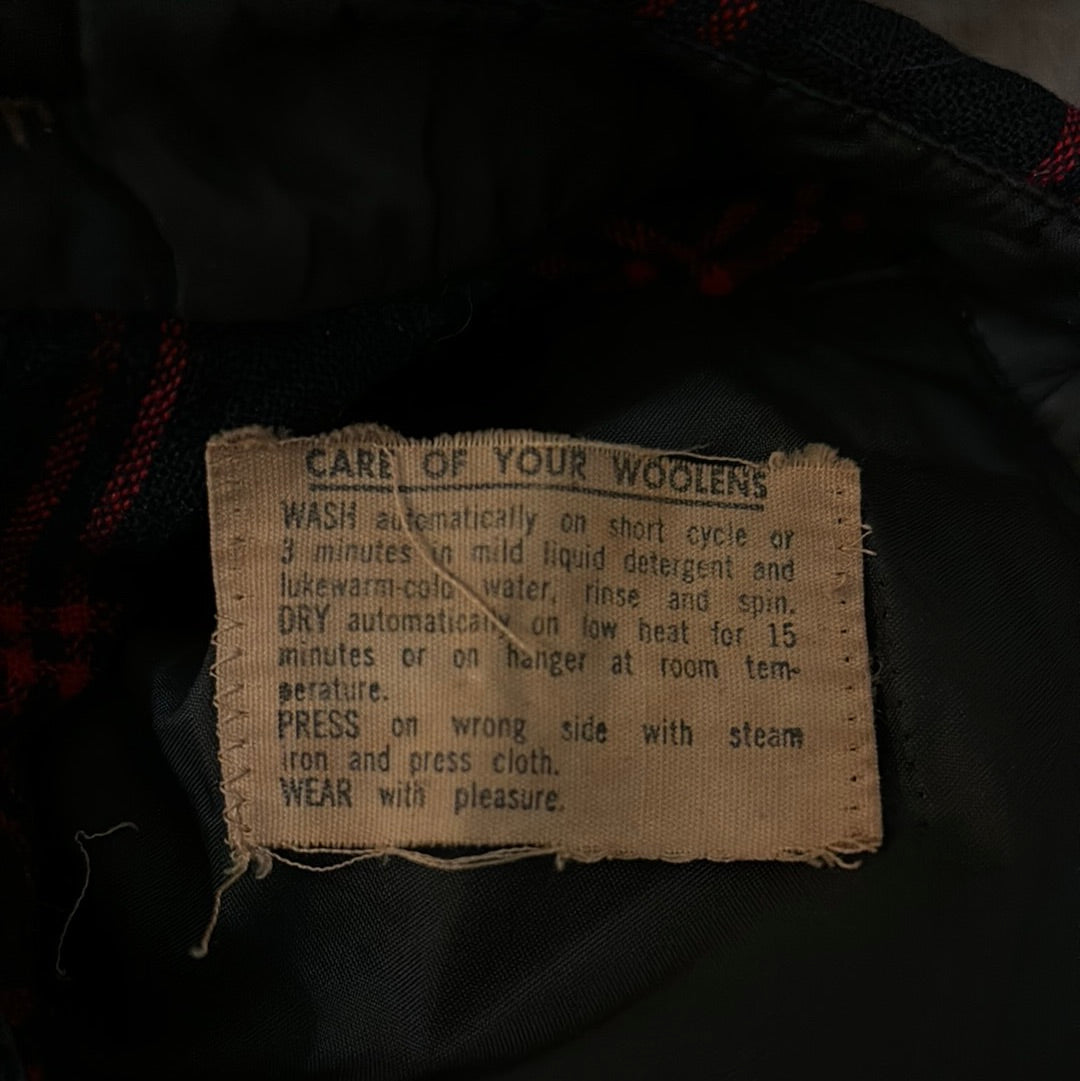 CARE OF YOUR WOOLENS
WASH automatically on short cycle or
3 minutes in mild liquid detergent and
lukewarm-cold water, rinse and spin.
DRY automatically on low heat for 15
minutes or on hanger at room tem-
perature.
PRESS on wrong side with steam
iron and press cloth.
WEAR with pleasure.